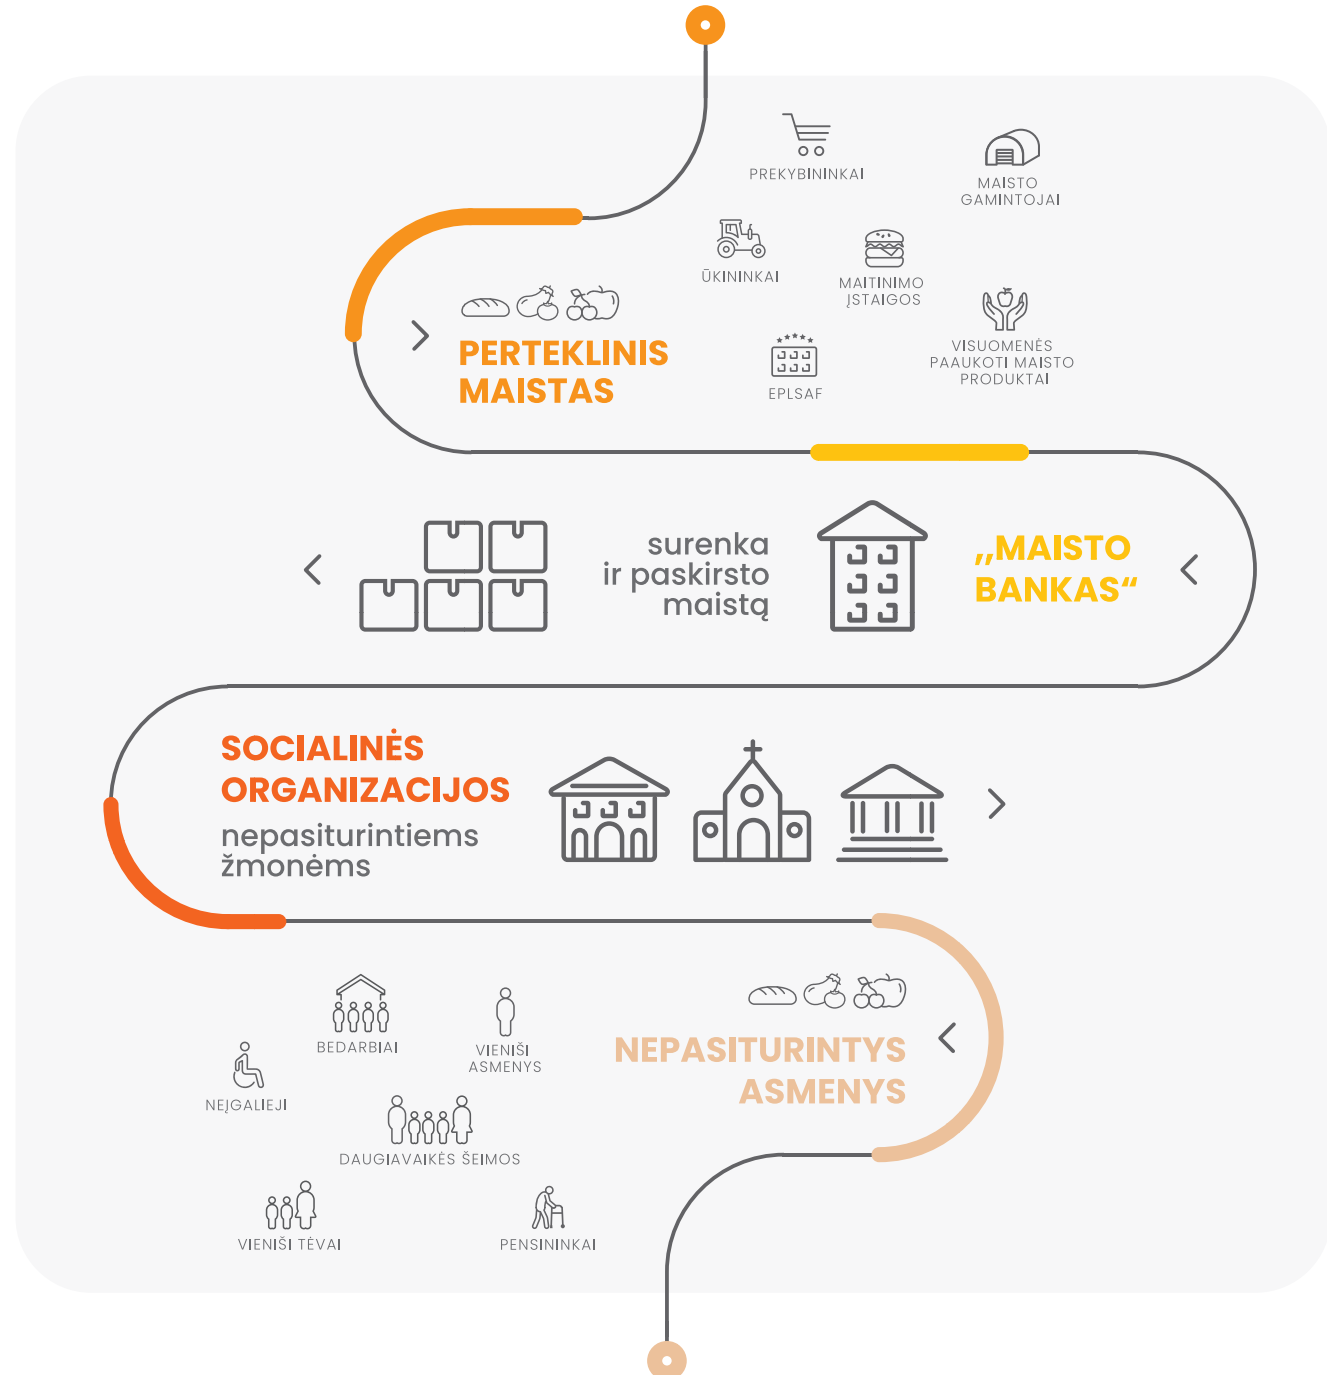 PREKYBININKAI
MAISTO
GAMINTOJAI
ŪKININKAI
MAITINIMO
ĮSTAIGOS
VISUOMENĖS
PAAUKOTI MAISTO
PRODUKTAI
EPLSAF
PERTEKLINIS
MAISTAS
surenka
ir paskirsto
maistą
,,MAISTO
BANKAS“
SOCIALINĖS
ORGANIZACIJOS
nepasiturintiems
žmonėms
BEDARBIAI
VIENIŠI
ASMENYS
NEĮGALIEJI
DAUGIAVAIKĖS ŠEIMOS
VIENIŠI TĖVAI
PENSININKAI
NEPASITURINTYS
ASMENYS